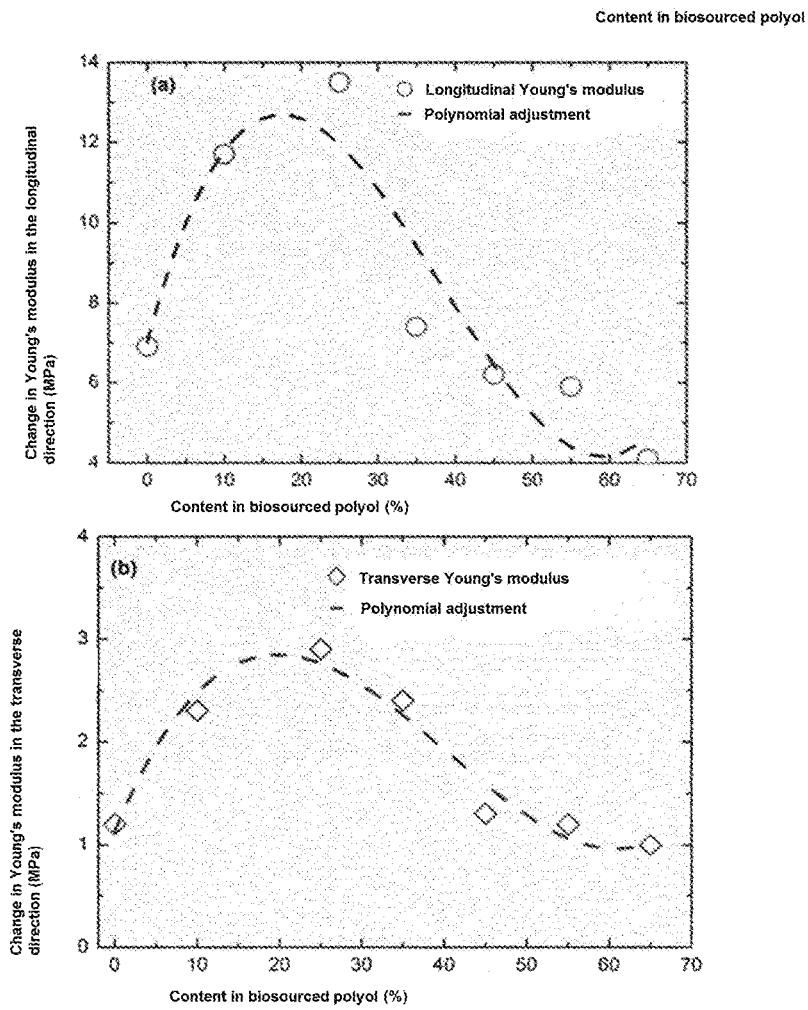 Content in biosourced polyol
14
(a)
Longitudinal Young's modulus
Polynomial adjustment
12
10
8
6
4
Change in Young's modulus in the longitudinal
direction (MPa)
0 10 20 30 40 50 60 70
Content in biosourced polyol (%)
4
(b)
Transverse Young's modulus
Polynomial adjustment
3
2
1
0
Change in Young's modulus in the transverse
direction (MPa)
0 10 20 30 40 50 60 70
Content in biosourced polyol (%)